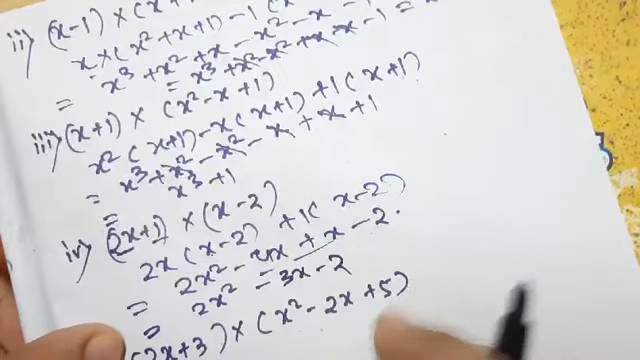 ii) (x-1) × (x
x × (x² + x + 1) - 1 (x
x³ + x² + x - x² - x - 1
= x³ + x² - x² + x - x - 1 =
iii) (x+1) × (x² - x + 1)
x² (x+1) - x (x+1) + 1 (x+1)
= x³ + x² - x² - x + x + 1
= x³ + 1
iv) (2x+1) × (x-2)
2x (x-2) + 1 (x-2)
= 2x² - 4x + x - 2.
= 2x² - 3x - 2
(2x+3) × (x² - 2x + 5)